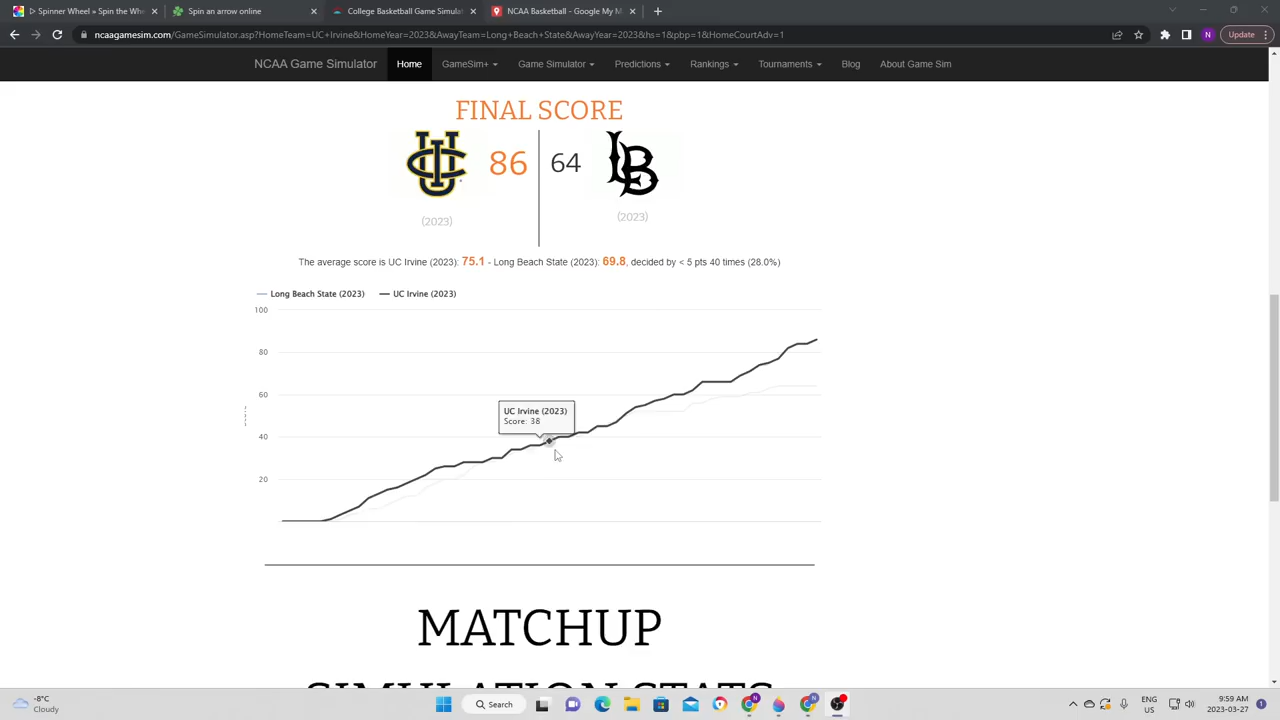 Spinner Wheel » Spin the Wh
Spin an arrow online
College Basketball Game Simulat
NCAA Basketball - Google My M
ncaagamesim.com/GameSimulator.asp?HomeTeam=UC+Irvine&HomeYear=2023&AwayTeam=Long+Beach+State&AwayYear=2023&hs=1&pbp=1&HomeCourtAdv=1
N
Update
NCAA Game Simulator
Home
GameSim+
Game Simulator
Predictions
Rankings
Tournaments
Blog
About Game Sim
FINAL SCORE
86
64
LB
(2023)
(2023)
The average score is UC Irvine (2023): 75.1 - Long Beach State (2023): 69.8, decided by < 5 pts 40 times (28.0%)
Long Beach State (2023)
UC Irvine (2023)
100
80
60
40
20
UC Irvine (2023)
Score: 38
MATCHUP
SIMULATION STATS
-8°C
Cloudy
Search
ENG
US
9:59 AM
2023-03-27